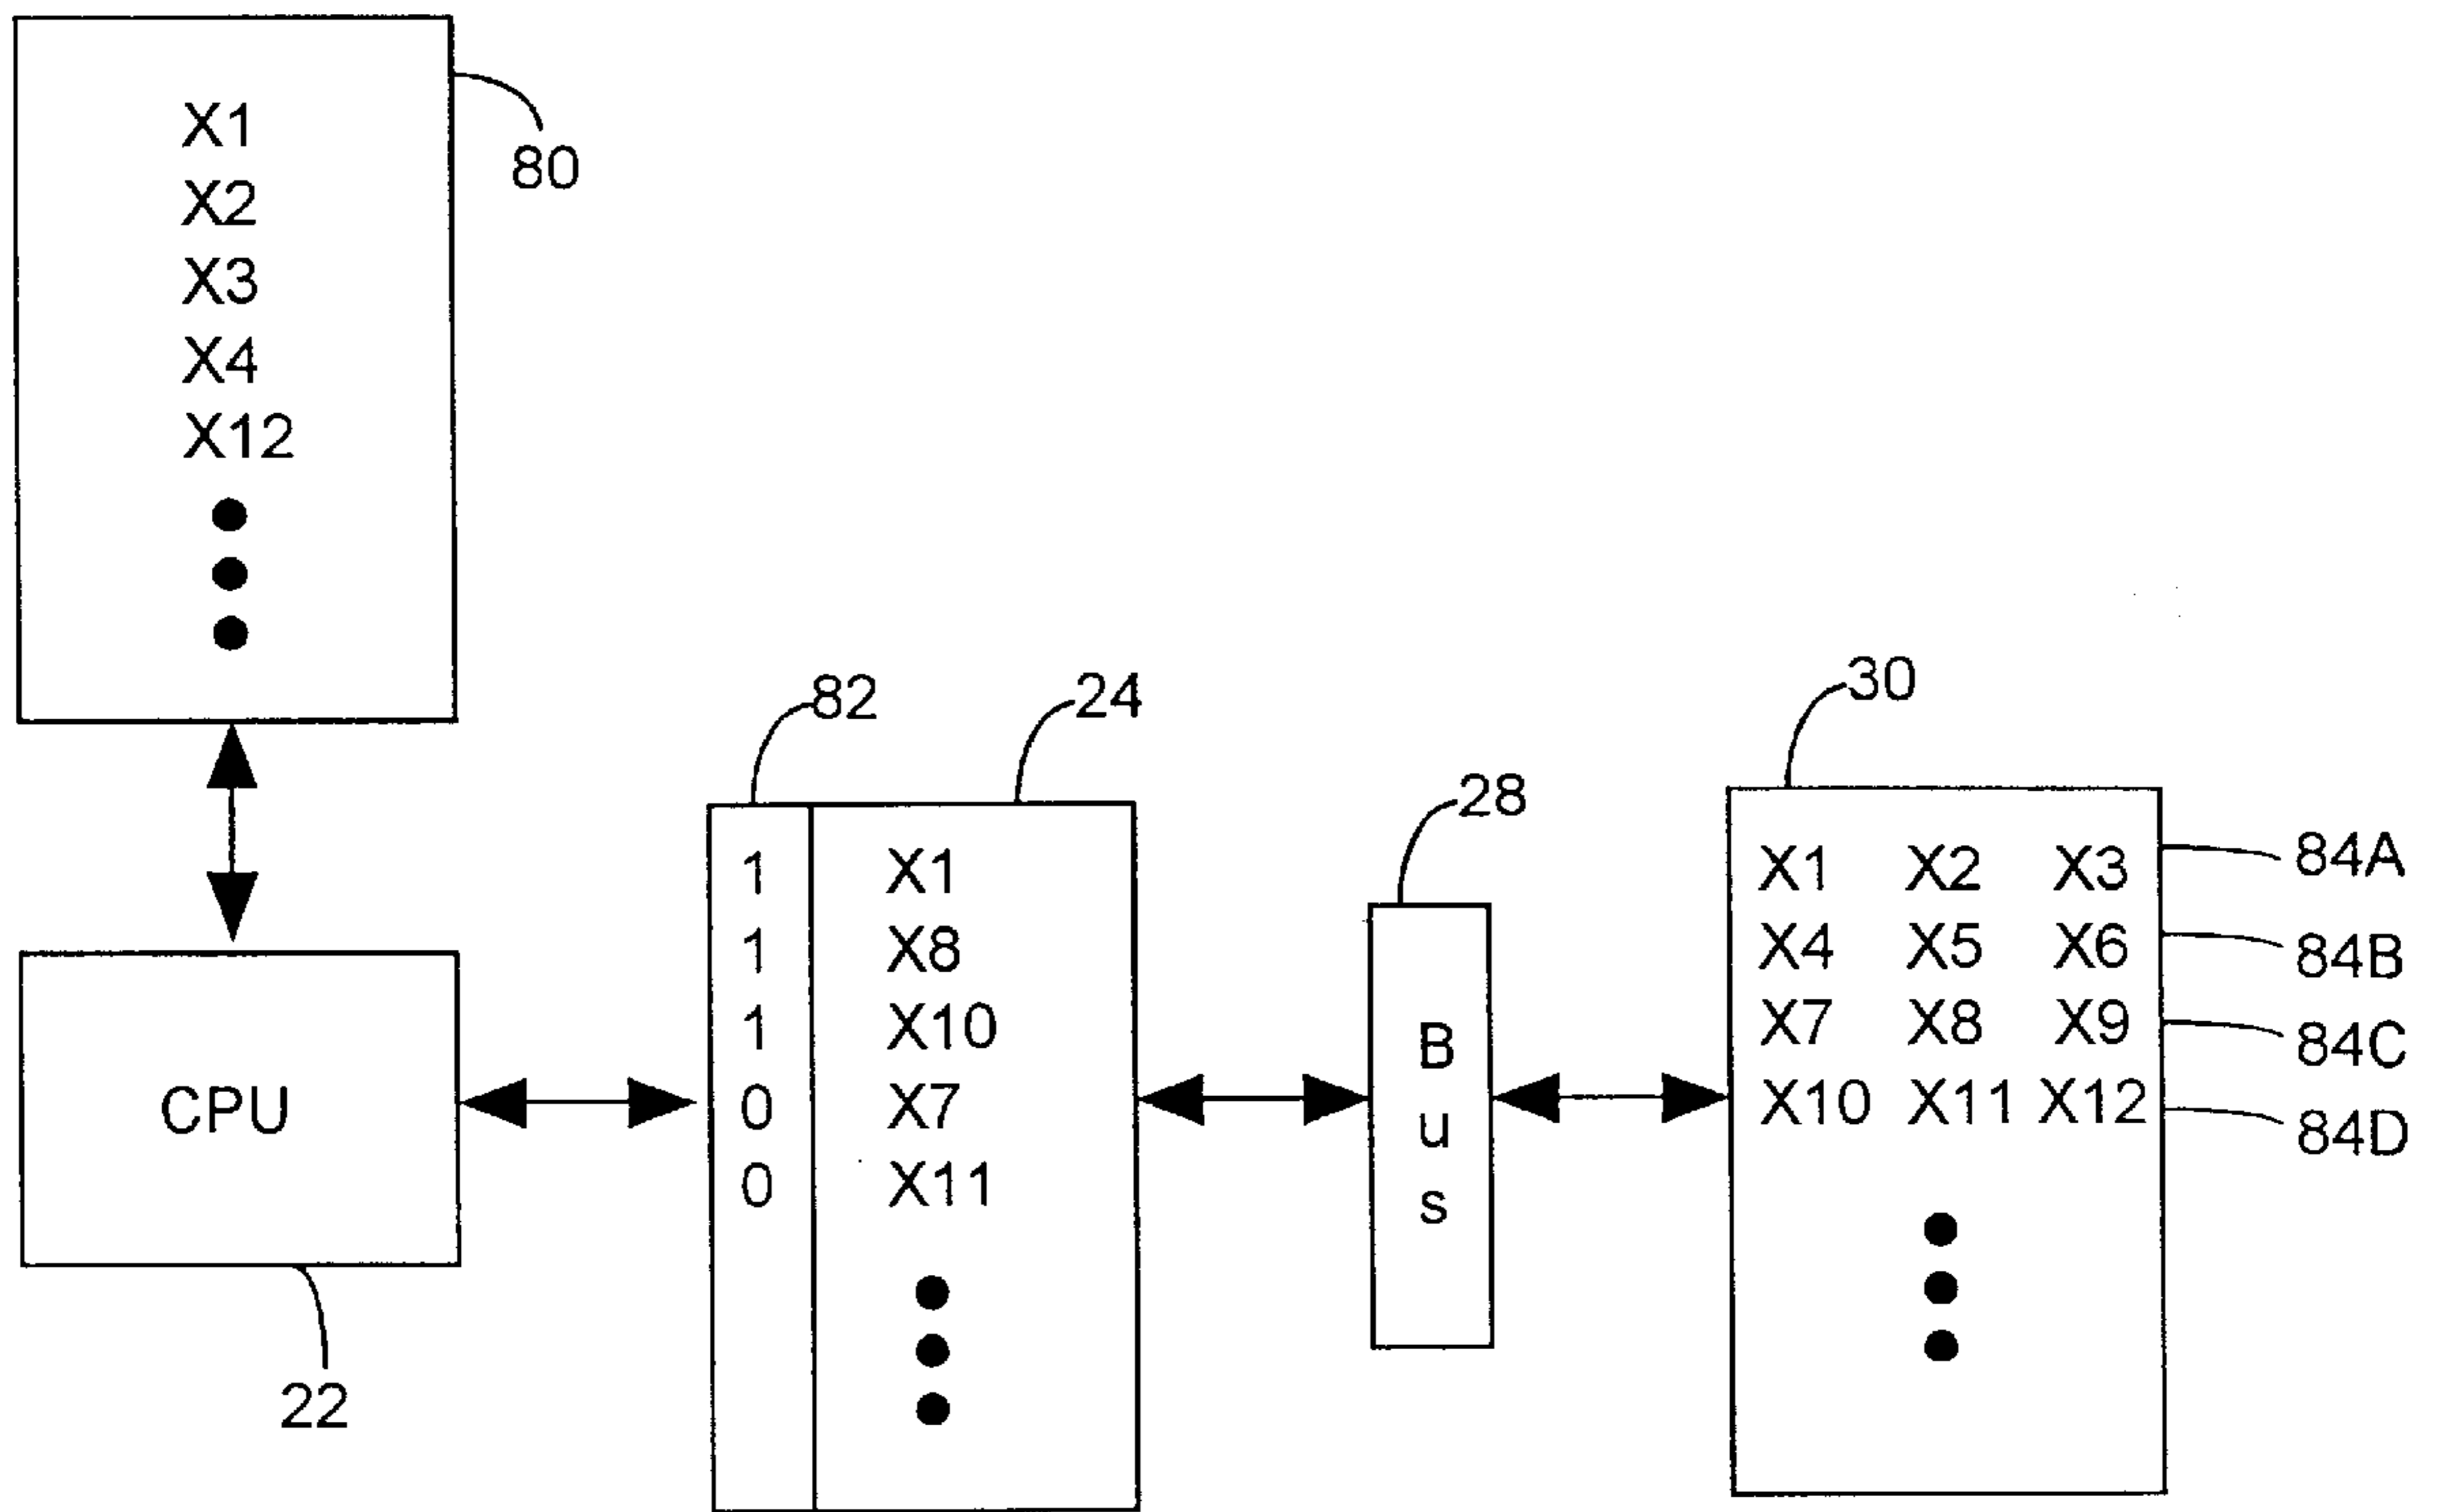 X1
X2
X3
X4
X12
80
CPU
22
82
24
1 X1
1 X8
1 X10
0 X7
0 X11
28
Bus
30
X1 X2 X3 84A
X4 X5 X6 84B
X7 X8 X9 84C
X10 X11 X12 84D